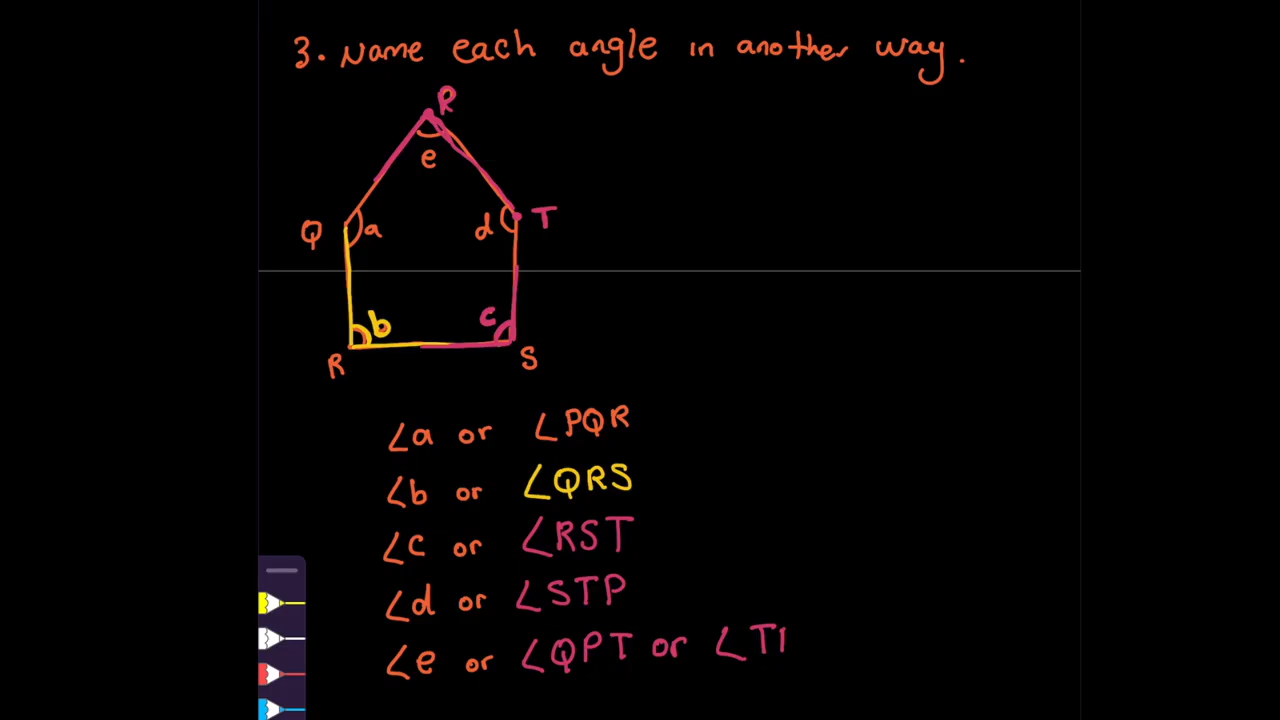 3. Name each angle in another way.
R
e
Q a d T
b c
R S
∠a or ∠PQR
∠b or ∠QRS
∠c or ∠RST
∠d or ∠STP
∠e or ∠QPT or ∠T